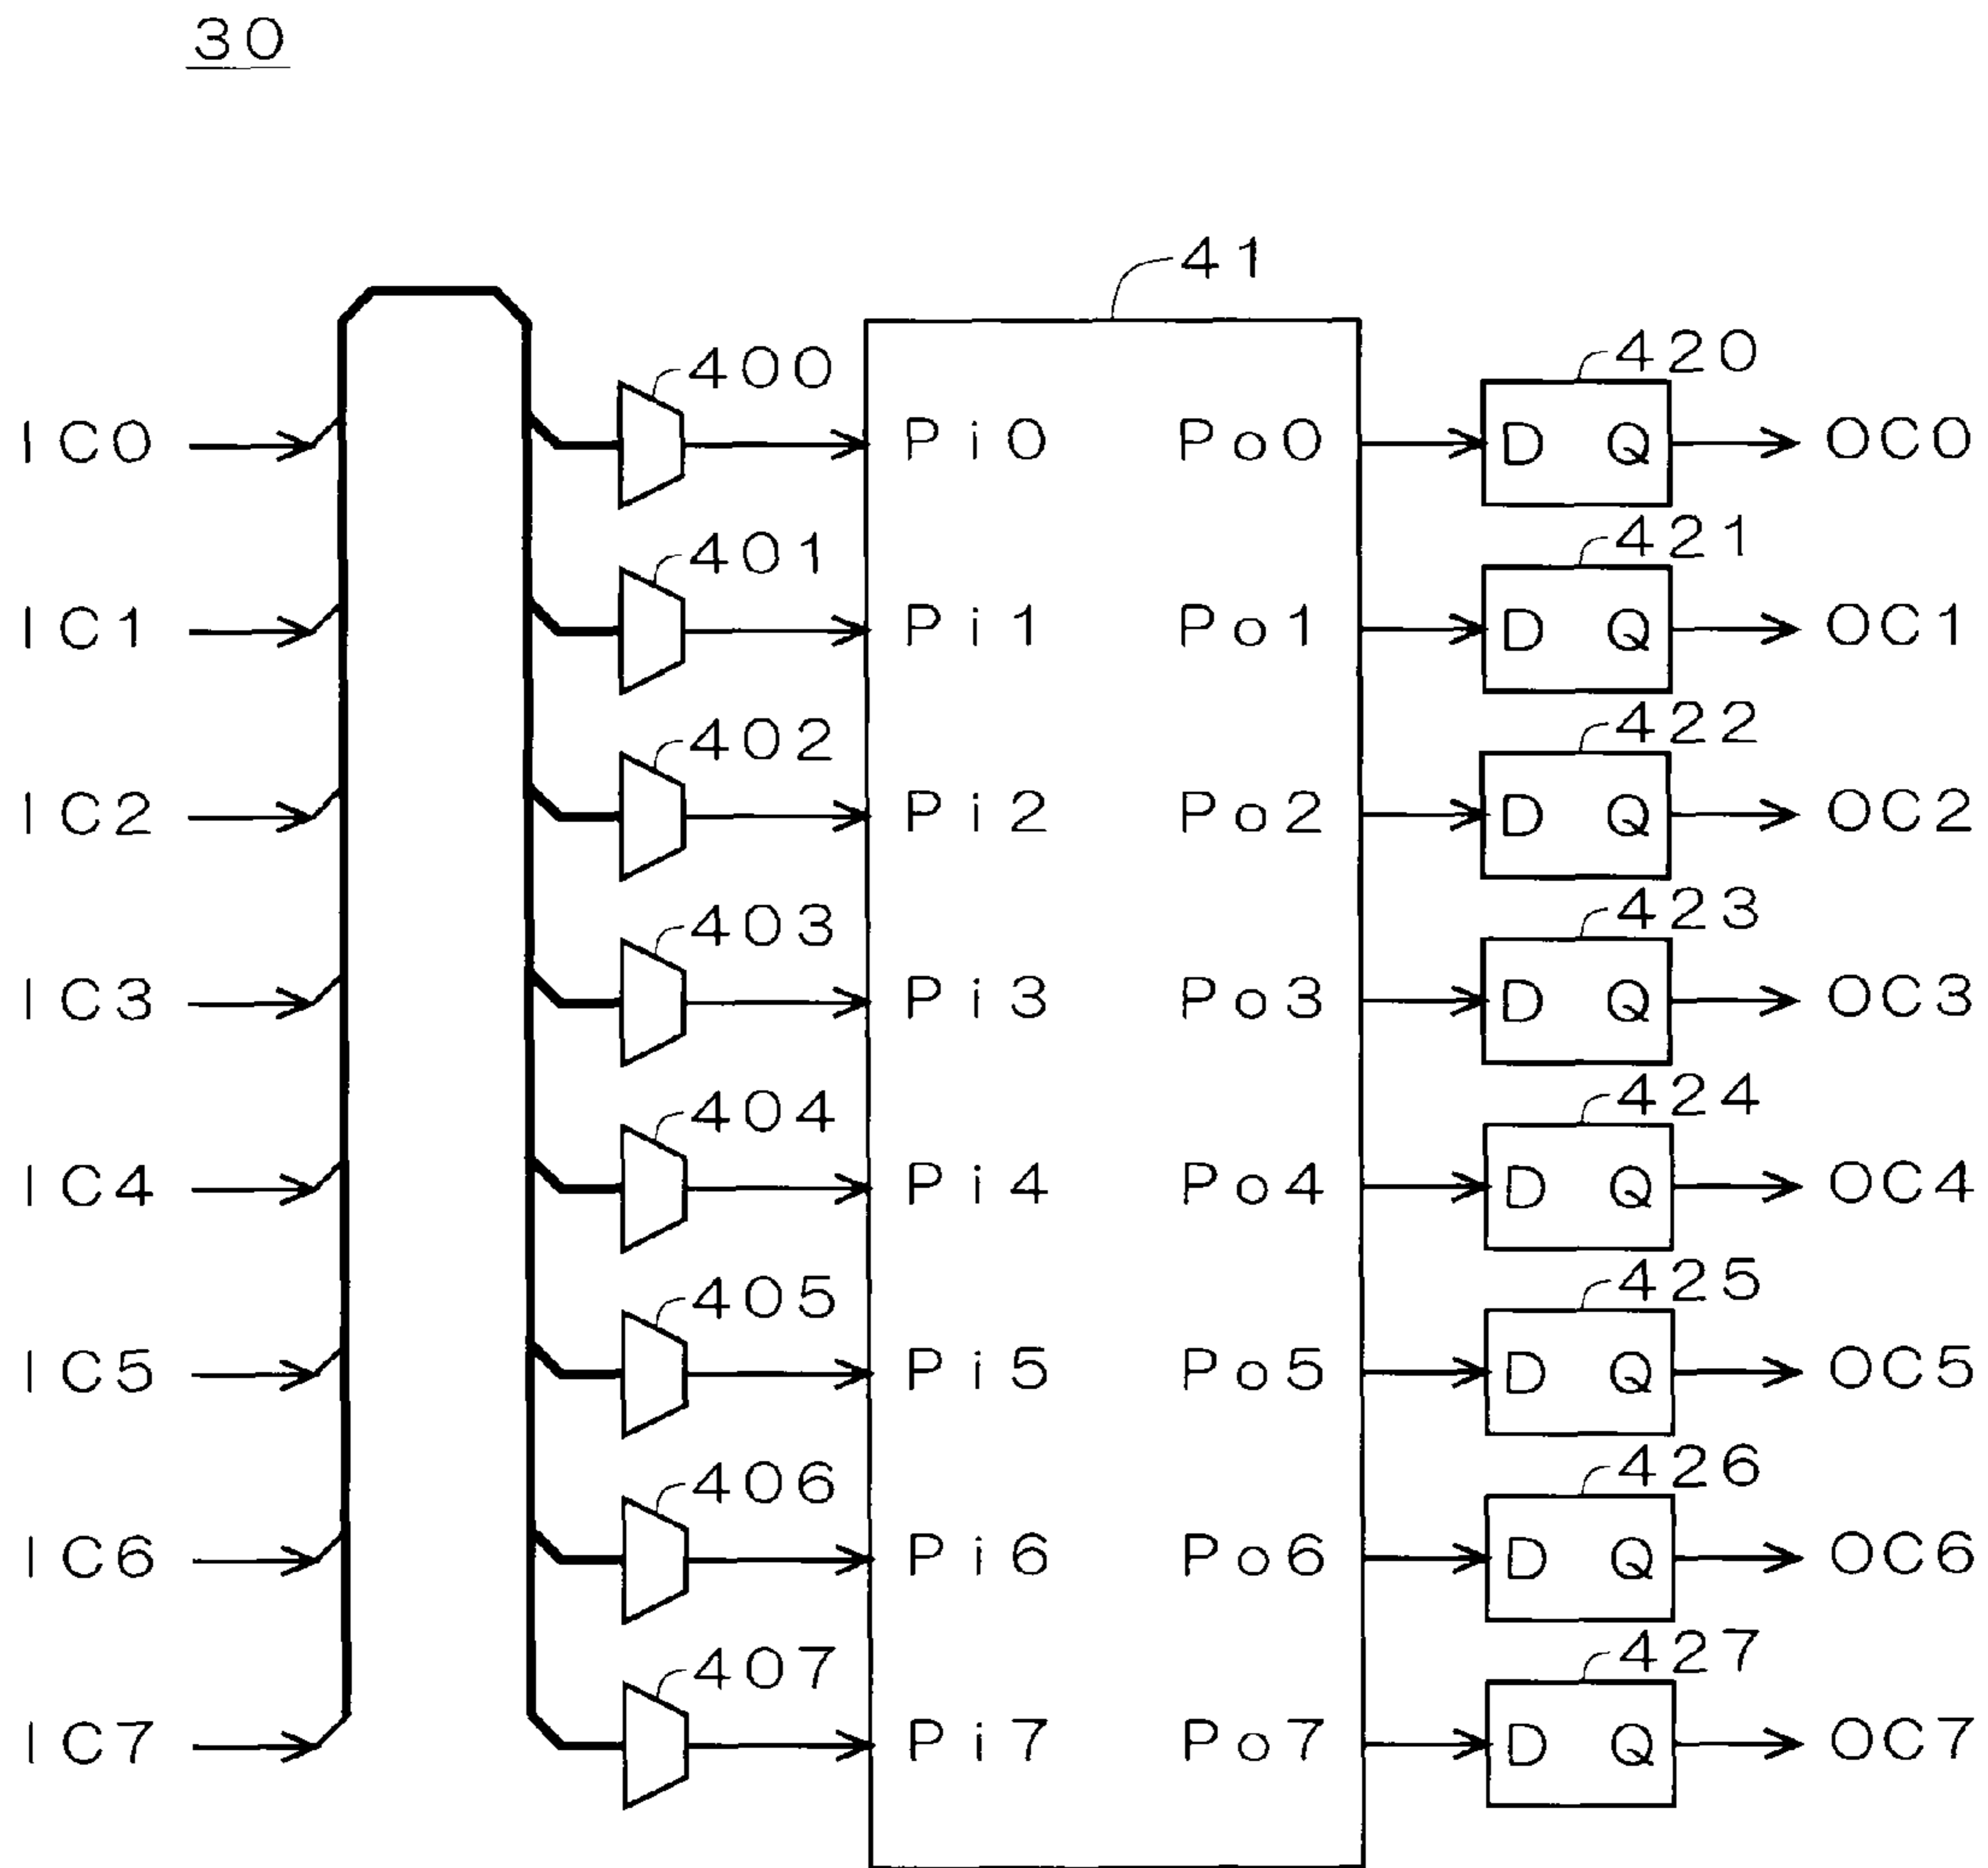 30
41
400 420
IC0 Pi0 Po0 D Q OC0
401 421
IC1 Pi1 Po1 D Q OC1
402 422
IC2 Pi2 Po2 D Q OC2
403 423
IC3 Pi3 Po3 D Q OC3
404 424
IC4 Pi4 Po4 D Q OC4
405 425
IC5 Pi5 Po5 D Q OC5
406 426
IC6 Pi6 Po6 D Q OC6
407 427
IC7 Pi7 Po7 D Q OC7